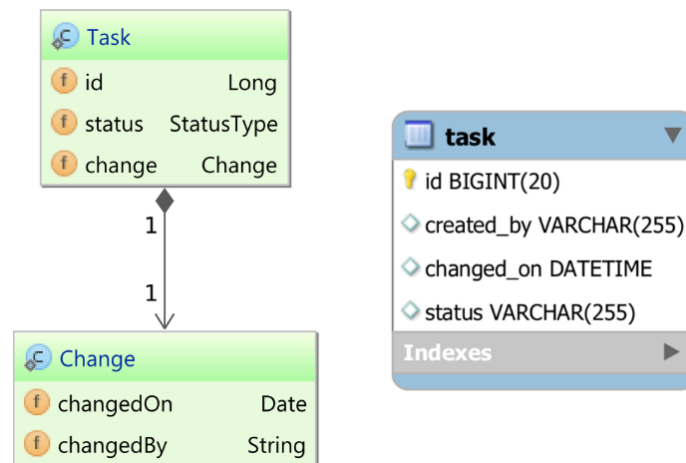 Task
id Long
status StatusType
change Change
1
1
Change
changedOn Date
changedBy String
task
id BIGINT(20)
created_by VARCHAR(255)
changed_on DATETIME
status VARCHAR(255)
Indexes